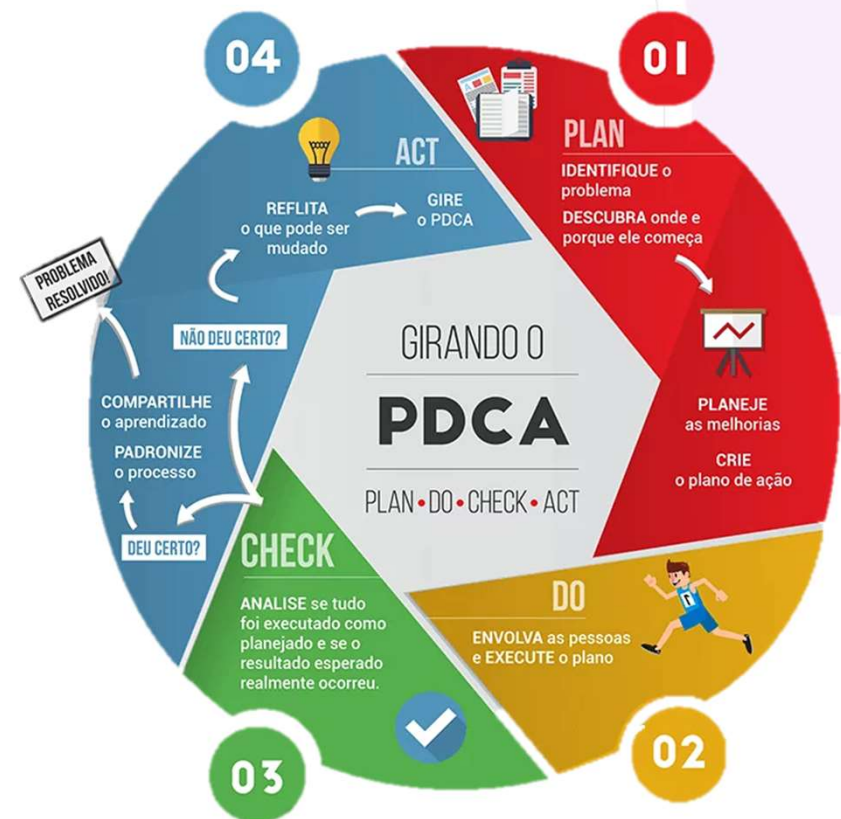 GIRANDO O
PDCA
PLAN • DO • CHECK • ACT
01
PLAN
IDENTIFIQUE o
problema
DESCUBRA onde e
porque ele começa
PLANEJE
as melhorias
CRIE
o plano de ação
02
DO
ENVOLVA as pessoas
e EXECUTE o plano
03
CHECK
ANALISE se tudo
foi executado como
planejado e se o
resultado esperado
realmente ocorreu.
04
ACT
DEU CERTO?
PADRONIZE
o processo
COMPARTILHE
o aprendizado
PROBLEMA
RESOLVIDO!
NÃO DEU CERTO?
REFLITA
o que pode ser
mudado
GIRE
o PDCA